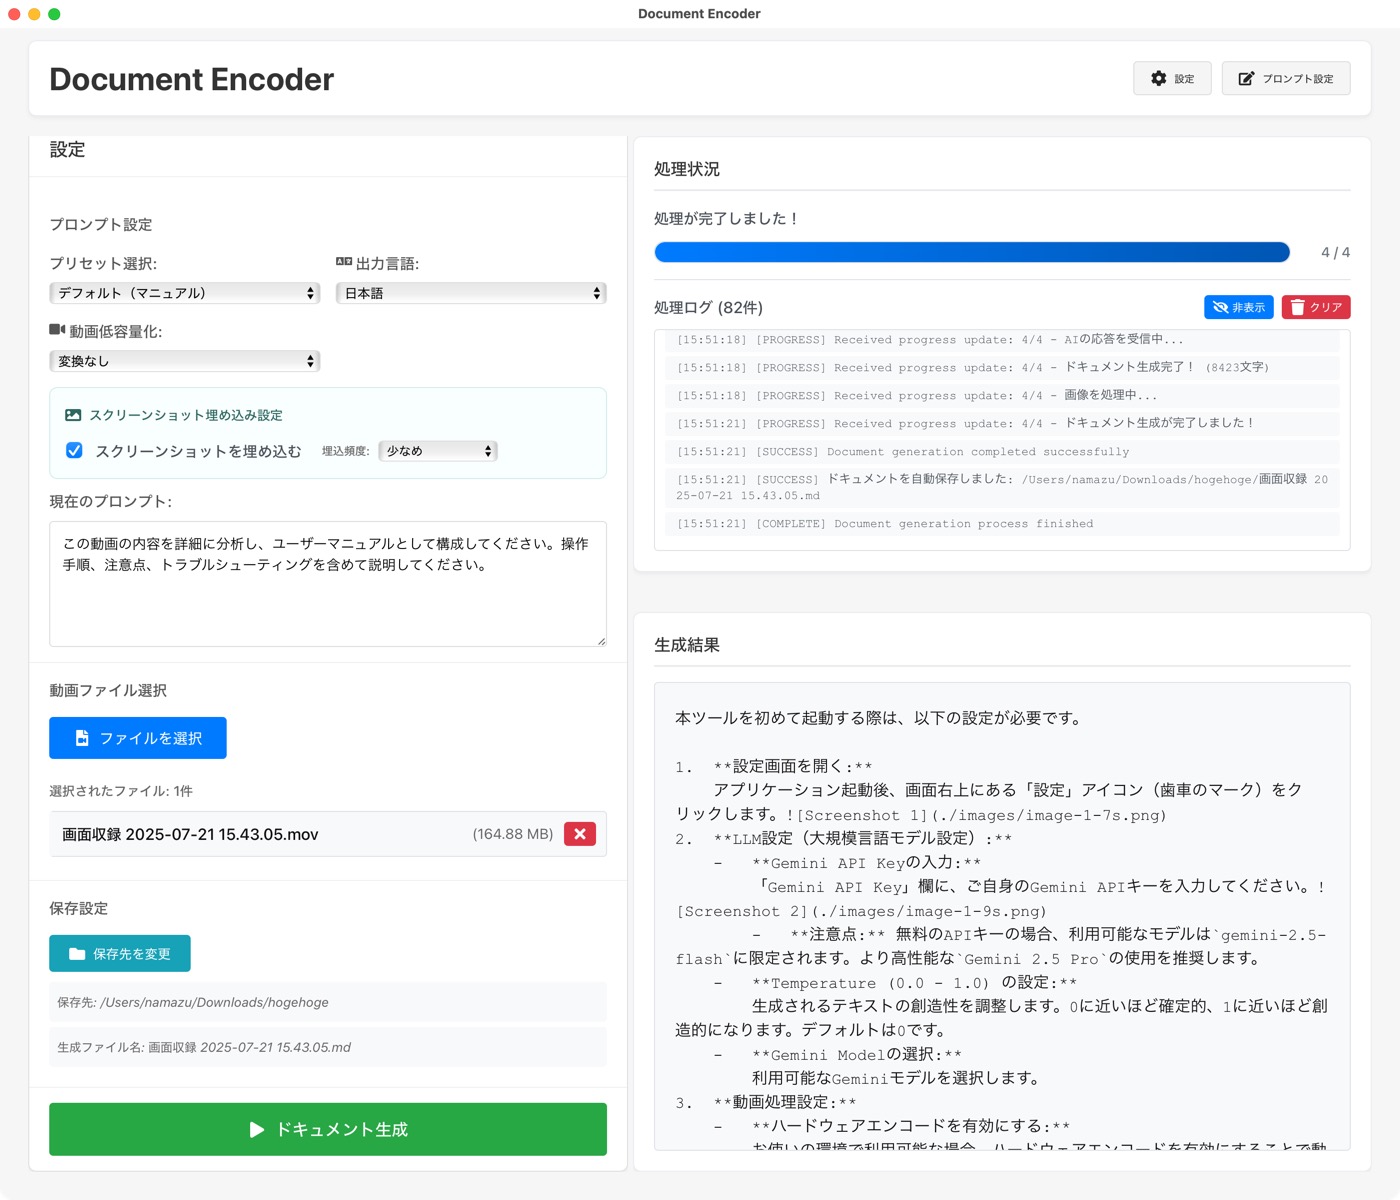 Document Encoder
Document Encoder
設定
プロンプト設定
設定
プロンプト設定
プリセット選択:
出力言語:
デフォルト（マニュアル）
日本語
動画低容量化:
変換なし
スクリーンショット埋め込み設定
スクリーンショットを埋め込む
埋込頻度:
少なめ
現在のプロンプト:
この動画の内容を詳細に分析し、ユーザーマニュアルとして構成してください。操作
手順、注意点、トラブルシューティングを含めて説明してください。
動画ファイル選択
ファイルを選択
選択されたファイル: 1件
画面収録 2025-07-21 15.43.05.mov
(164.88 MB)
保存設定
保存先を変更
保存先: /Users/namazu/Downloads/hogehoge
生成ファイル名: 画面収録 2025-07-21 15.43.05.md
ドキュメント生成
処理状況
処理が完了しました！
4 / 4
処理ログ (82件)
非表示
クリア
[15:51:18] [PROGRESS] Received progress update: 4/4 - AIの応答を受信中...
[15:51:18] [PROGRESS] Received progress update: 4/4 - ドキュメント生成完了！ (8423文字)
[15:51:18] [PROGRESS] Received progress update: 4/4 - 画像を処理中...
[15:51:21] [PROGRESS] Received progress update: 4/4 - ドキュメント生成が完了しました！
[15:51:21] [SUCCESS] Document generation completed successfully
[15:51:21] [SUCCESS] ドキュメントを自動保存しました: /Users/namazu/Downloads/hogehoge/画面収録 20
25-07-21 15.43.05.md
[15:51:21] [COMPLETE] Document generation process finished
生成結果
本ツールを初めて起動する際は、以下の設定が必要です。
1.  **設定画面を開く:**
アプリケーション起動後、画面右上にある「設定」アイコン（歯車のマーク）をク
リックします。![Screenshot 1](./images/image-1-7s.png)
2.  **LLM設定（大規模言語モデル設定）:**
-   **Gemini API Keyの入力:**
「Gemini API Key」欄に、ご自身のGemini APIキーを入力してください。!
[Screenshot 2](./images/image-1-9s.png)
-   **注意点:** 無料のAPIキーの場合、利用可能なモデルは`gemini-2.5-
flash`に限定されます。より高性能な`Gemini 2.5 Pro`の使用を推奨します。
-   **Temperature (0.0 - 1.0) の設定:**
生成されるテキストの創造性を調整します。0に近いほど確定的、1に近いほど創
造的になります。デフォルトは0です。
-   **Gemini Modelの選択:**
利用可能なGeminiモデルを選択します。
3.  **動画処理設定:**
-   **ハードウェアエンコードを有効にする:**
お使いの環境で利用可能な場合、ハードウェアエンコードを有効にすることで動